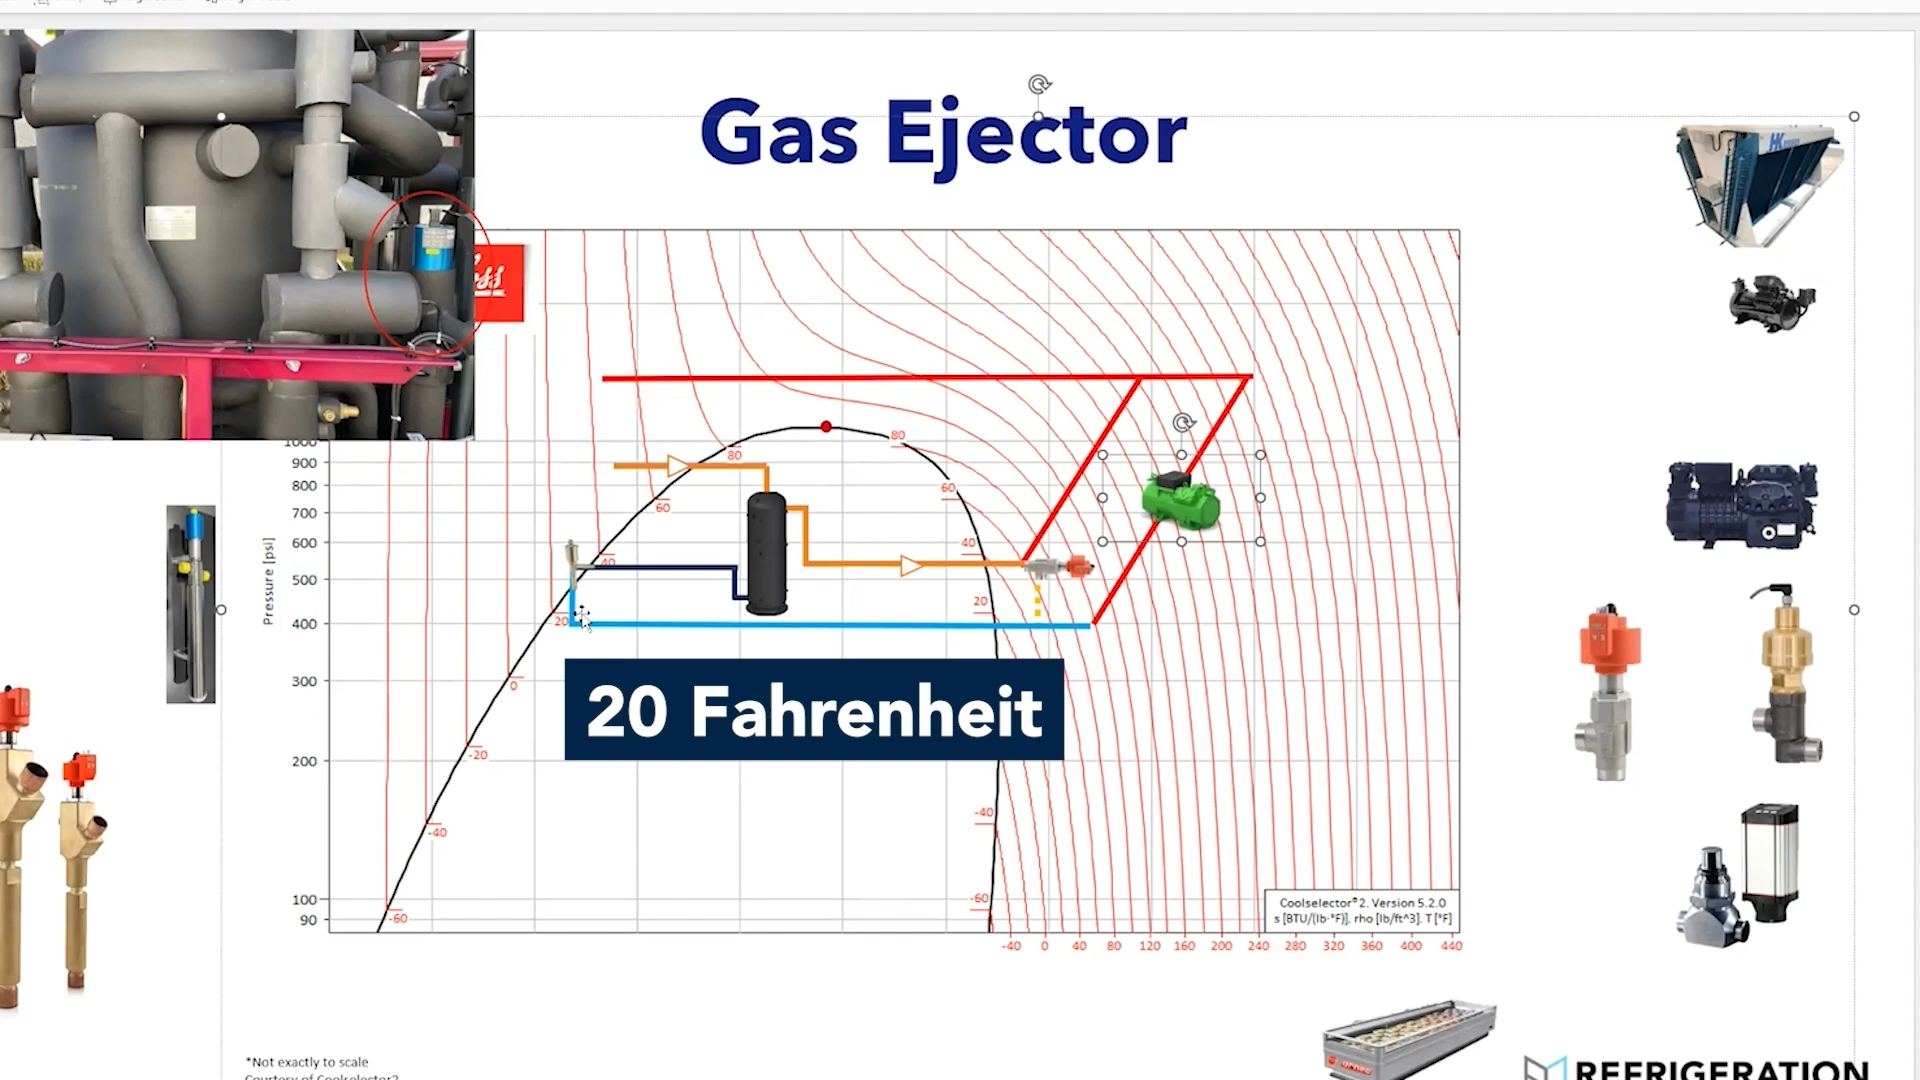 Gas Ejector
1000
900
800
700
600
500
400
300
200
100
90
Pressure [psi]
80
80
60
60
40
40
20
20
0
-20
-40
-40
-60
-60
20 Fahrenheit
Coolselector®2. Version 5.2.0
s [BTU/(lb·°F)]. rho [lb/ft^3]. T [°F]
-40 0 40 80 120 160 200 240 280 320 360 400 440
*Not exactly to scale
Courtesy of Coolselector2
REFRIGERATION